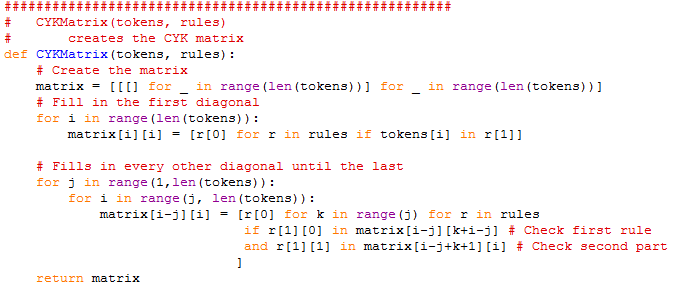 ########################################################
#   CYKMatrix(tokens, rules)
#       creates the CYK matrix
def CYKMatrix(tokens, rules):
    # Create the matrix
    matrix = [[[] for _ in range(len(tokens))] for _ in range(len(tokens))]
    # Fill in the first diagonal
    for i in range(len(tokens)):
        matrix[i][i] = [r[0] for r in rules if tokens[i] in r[1]]

    # Fills in every other diagonal until the last
    for j in range(1,len(tokens)):
        for i in range(j, len(tokens)):
            matrix[i-j][i] = [r[0] for k in range(j) for r in rules
                              if r[1][0] in matrix[i-j][k+i-j] # Check first rule
                              and r[1][1] in matrix[i-j+k+1][i] # Check second part
                             ]
    return matrix